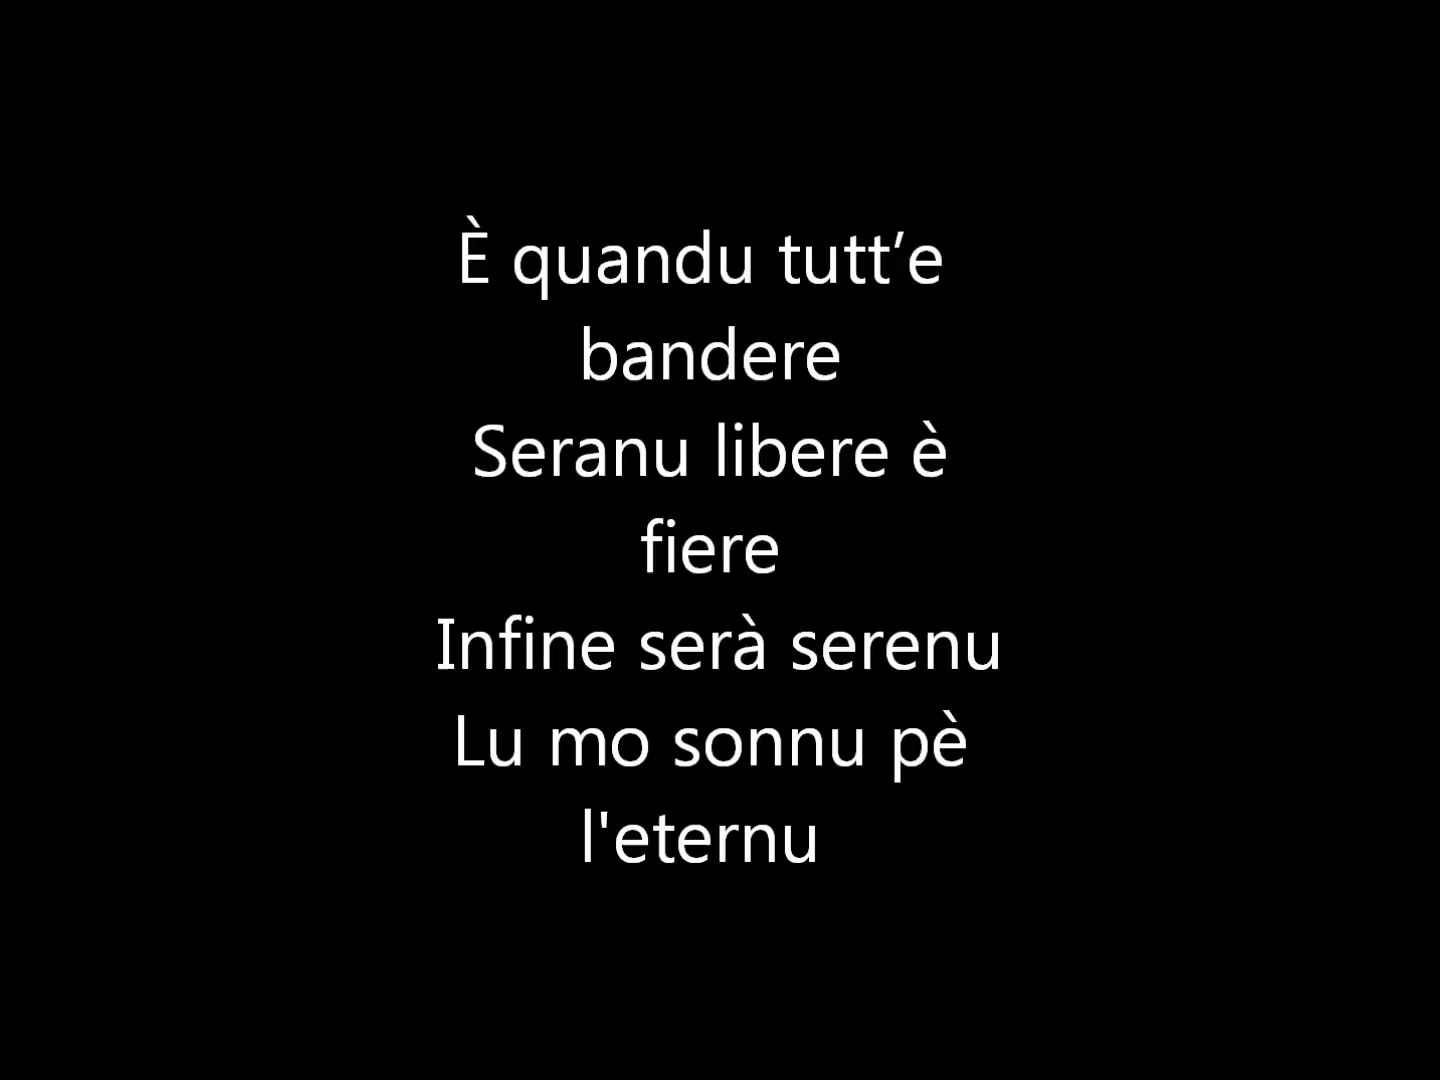 È quandu tutt’e
bandere
Seranu libere è
fiere
Infine serà serenu
Lu mo sonnu pè
l'eternu